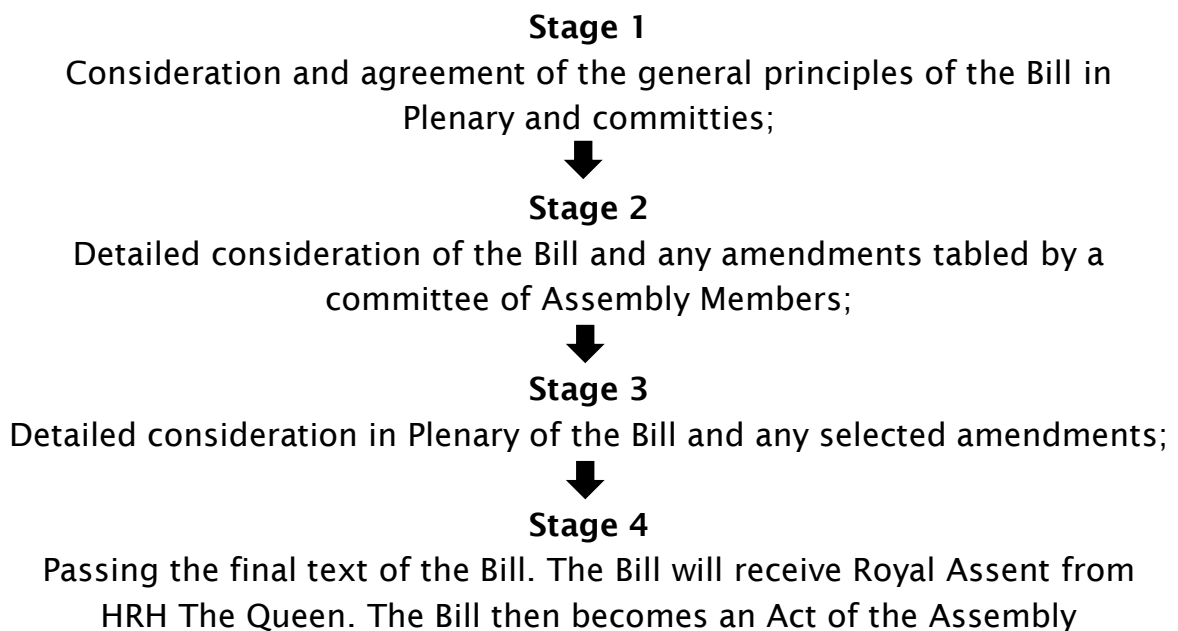 Stage 1
Consideration and agreement of the general principles of the Bill in
Plenary and committies;
Stage 2
Detailed consideration of the Bill and any amendments tabled by a
committee of Assembly Members;
Stage 3
Detailed consideration in Plenary of the Bill and any selected amendments;
Stage 4
Passing the final text of the Bill. The Bill will receive Royal Assent from
HRH The Queen. The Bill then becomes an Act of the Assembly